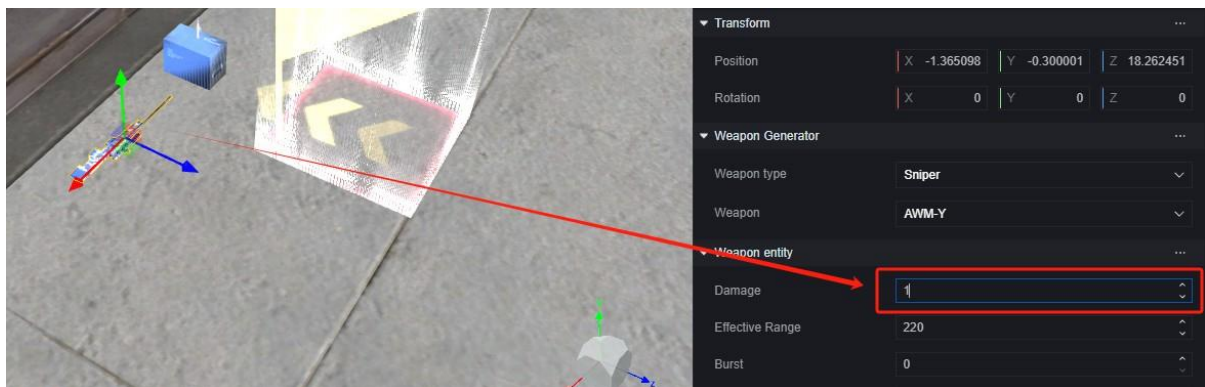 Transform
Position X -1.365098 Y -0.300001 Z 18.262451
Rotation X 0 Y 0 Z 0
Weapon Generator
Weapon type Sniper
Weapon AWM-Y
Weapon entity
Damage 1
Effective Range 220
Burst 0